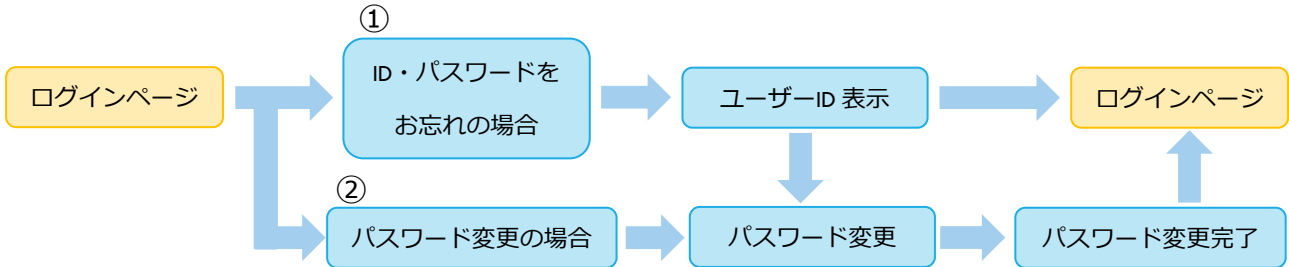 ①
ログインページ
ID・パスワードを
お忘れの場合
ユーザーID 表示
ログインページ
②
パスワード変更の場合
パスワード変更
パスワード変更完了